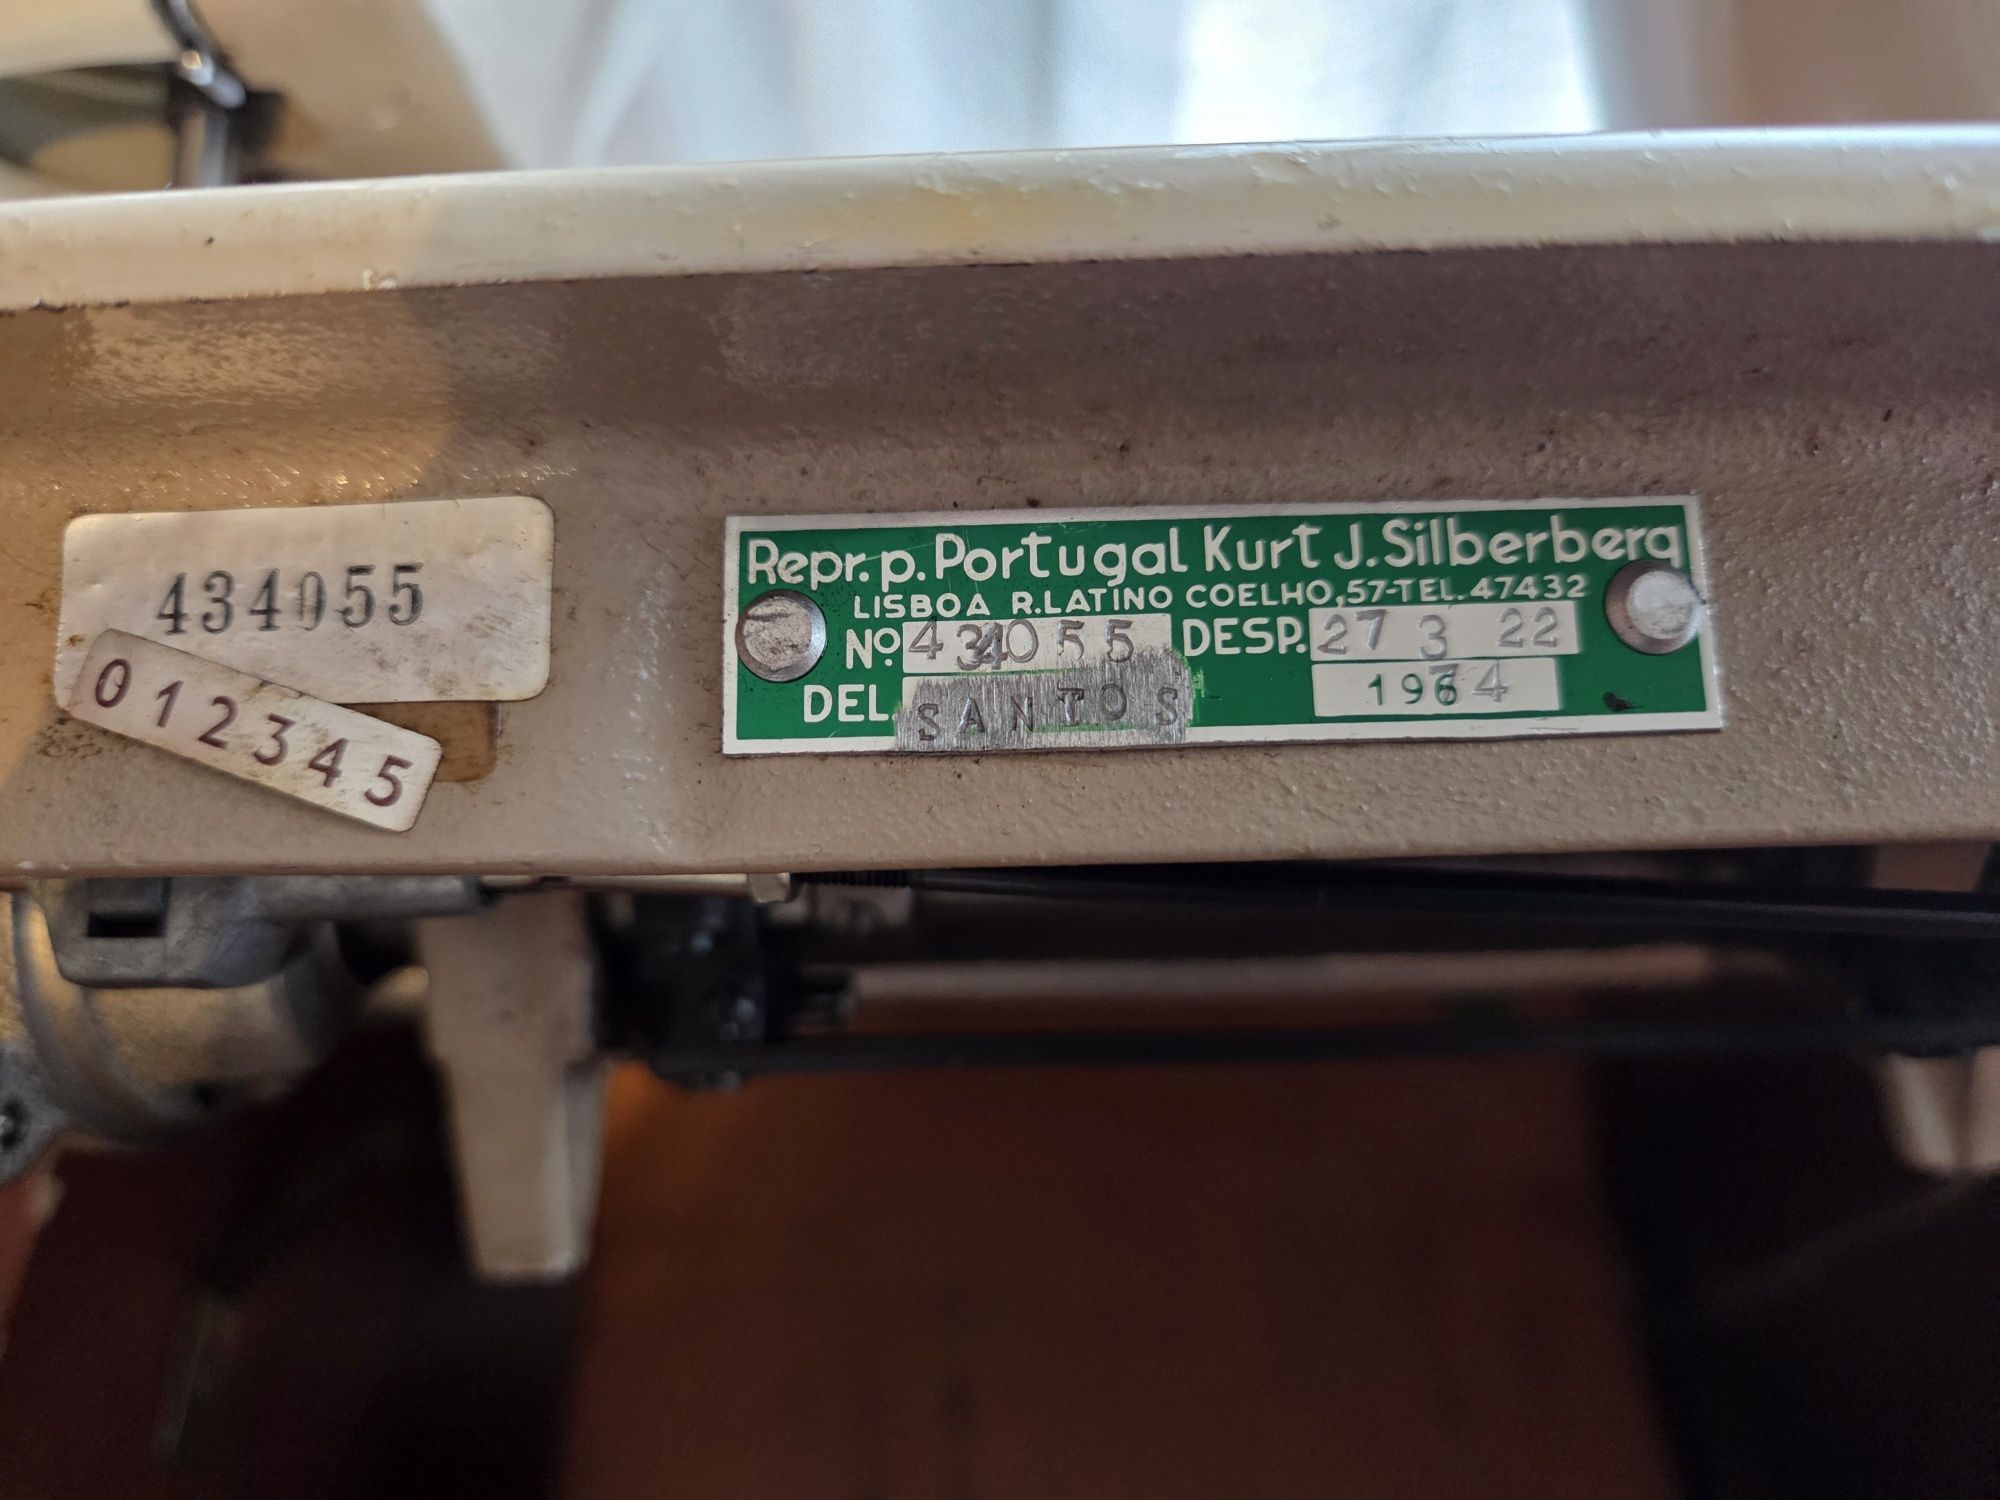 434055
012345
Repr. p. Portugal Kurt J. Silberberg
LISBOA R. LATINO COELHO, 57-TEL. 47432
Nº. 434055 DESP. 27 3 22
DEL. SANTOS 1974